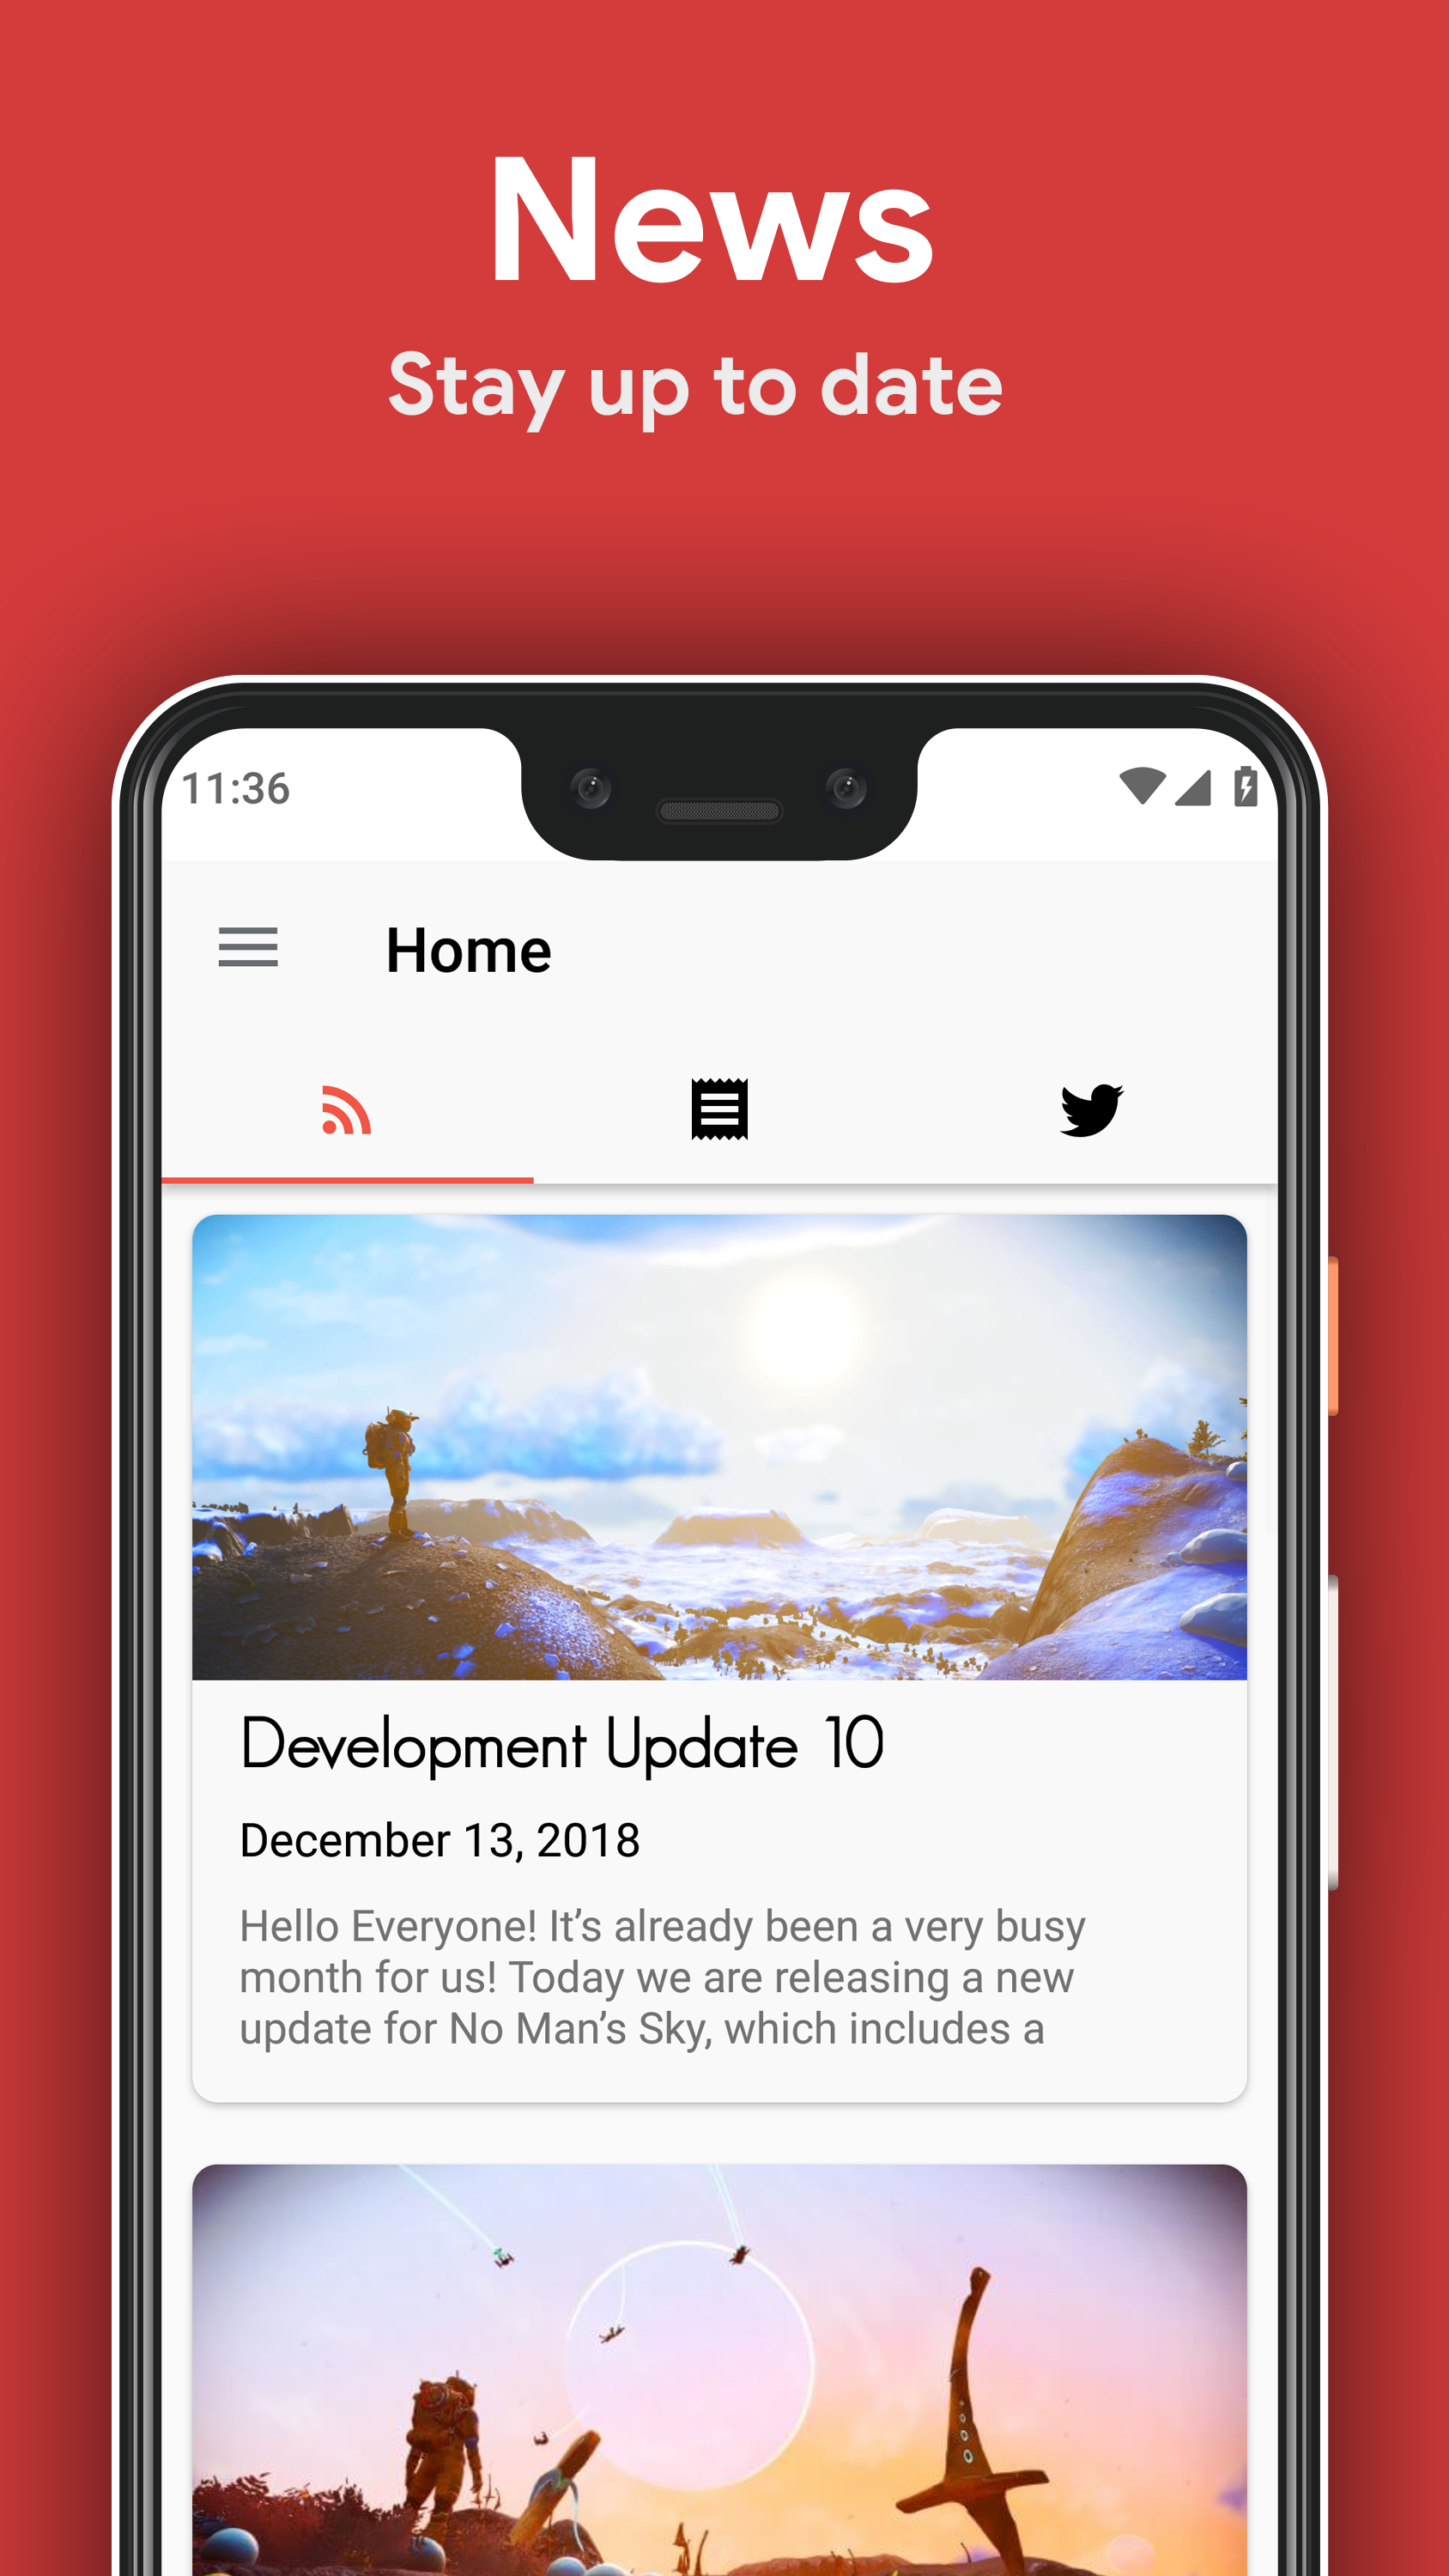 News
Stay up to date
11:36
Home
Development Update 10
December 13, 2018
Hello Everyone! It’s already been a very busy
month for us! Today we are releasing a new
update for No Man’s Sky, which includes a